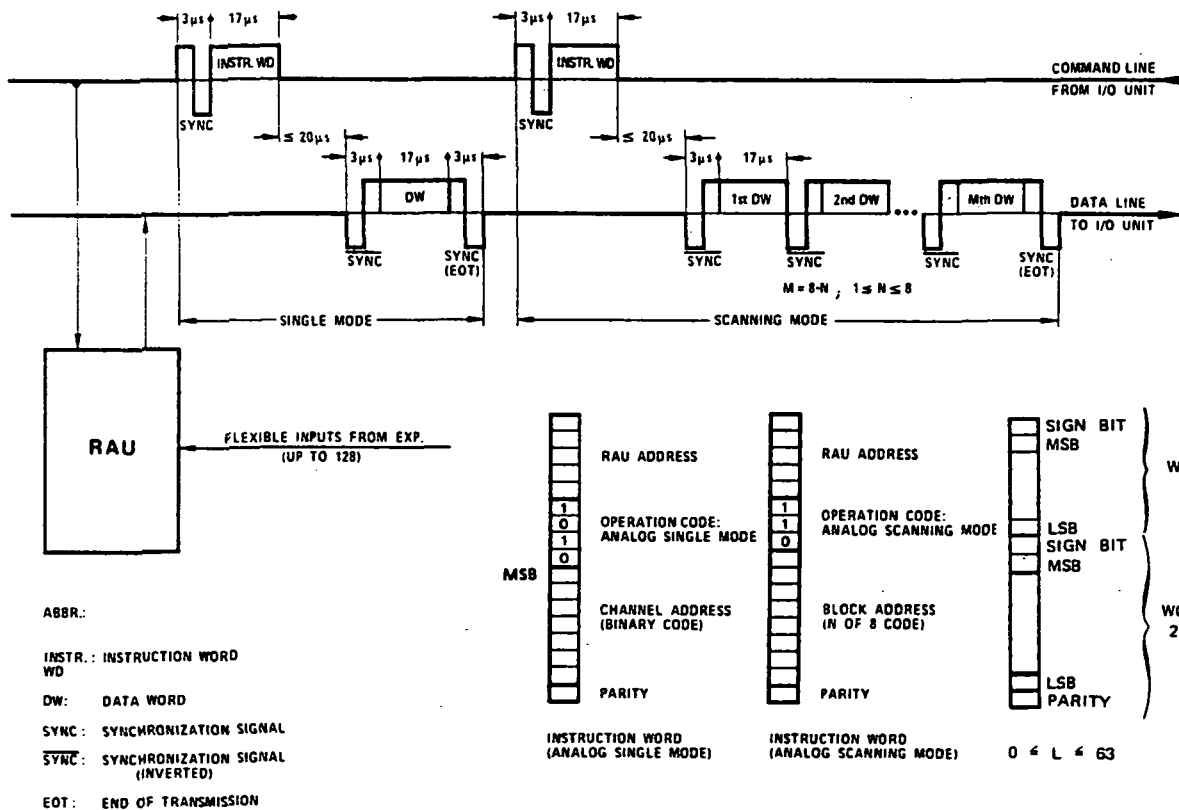 3μs 17μs 3μs 17μs
INSTR. WD INSTR. WD
COMMAND LINE
FROM I/O UNIT
SYNC SYNC
≤ 20μs ≤ 20μs
3μs 17μs 3μs 3μs 17μs
DW 1st DW 2nd DW ... Mth DW
DATA LINE
TO I/O UNIT
S̅Y̅N̅C̅ SYNC (EOT) S̅Y̅N̅C̅ S̅Y̅N̅C̅ S̅Y̅N̅C̅ SYNC (EOT)
M = 8-N ; 1 ≤ N ≤ 8
SINGLE MODE SCANNING MODE
RAU
FLEXIBLE INPUTS FROM EXP.
(UP TO 128)
RAU ADDRESS
1
0
1
0
OPERATION CODE:
ANALOG SINGLE MODE
MSB
CHANNEL ADDRESS
(BINARY CODE)
PARITY
INSTRUCTION WORD
(ANALOG SINGLE MODE)
RAU ADDRESS
1
1
0
OPERATION CODE:
ANALOG SCANNING MODE
BLOCK ADDRESS
(N OF 8 CODE)
PARITY
INSTRUCTION WORD
(ANALOG SCANNING MODE)
SIGN BIT
MSB
LSB
SIGN BIT
MSB
LSB
PARITY
2
0 ≤ L ≤ 63
ABBR.:
INSTR. : INSTRUCTION WORD
WD
DW: DATA WORD
SYNC : SYNCHRONIZATION SIGNAL
S̅Y̅N̅C̅ : SYNCHRONIZATION SIGNAL
(INVERTED)
EOT : END OF TRANSMISSION